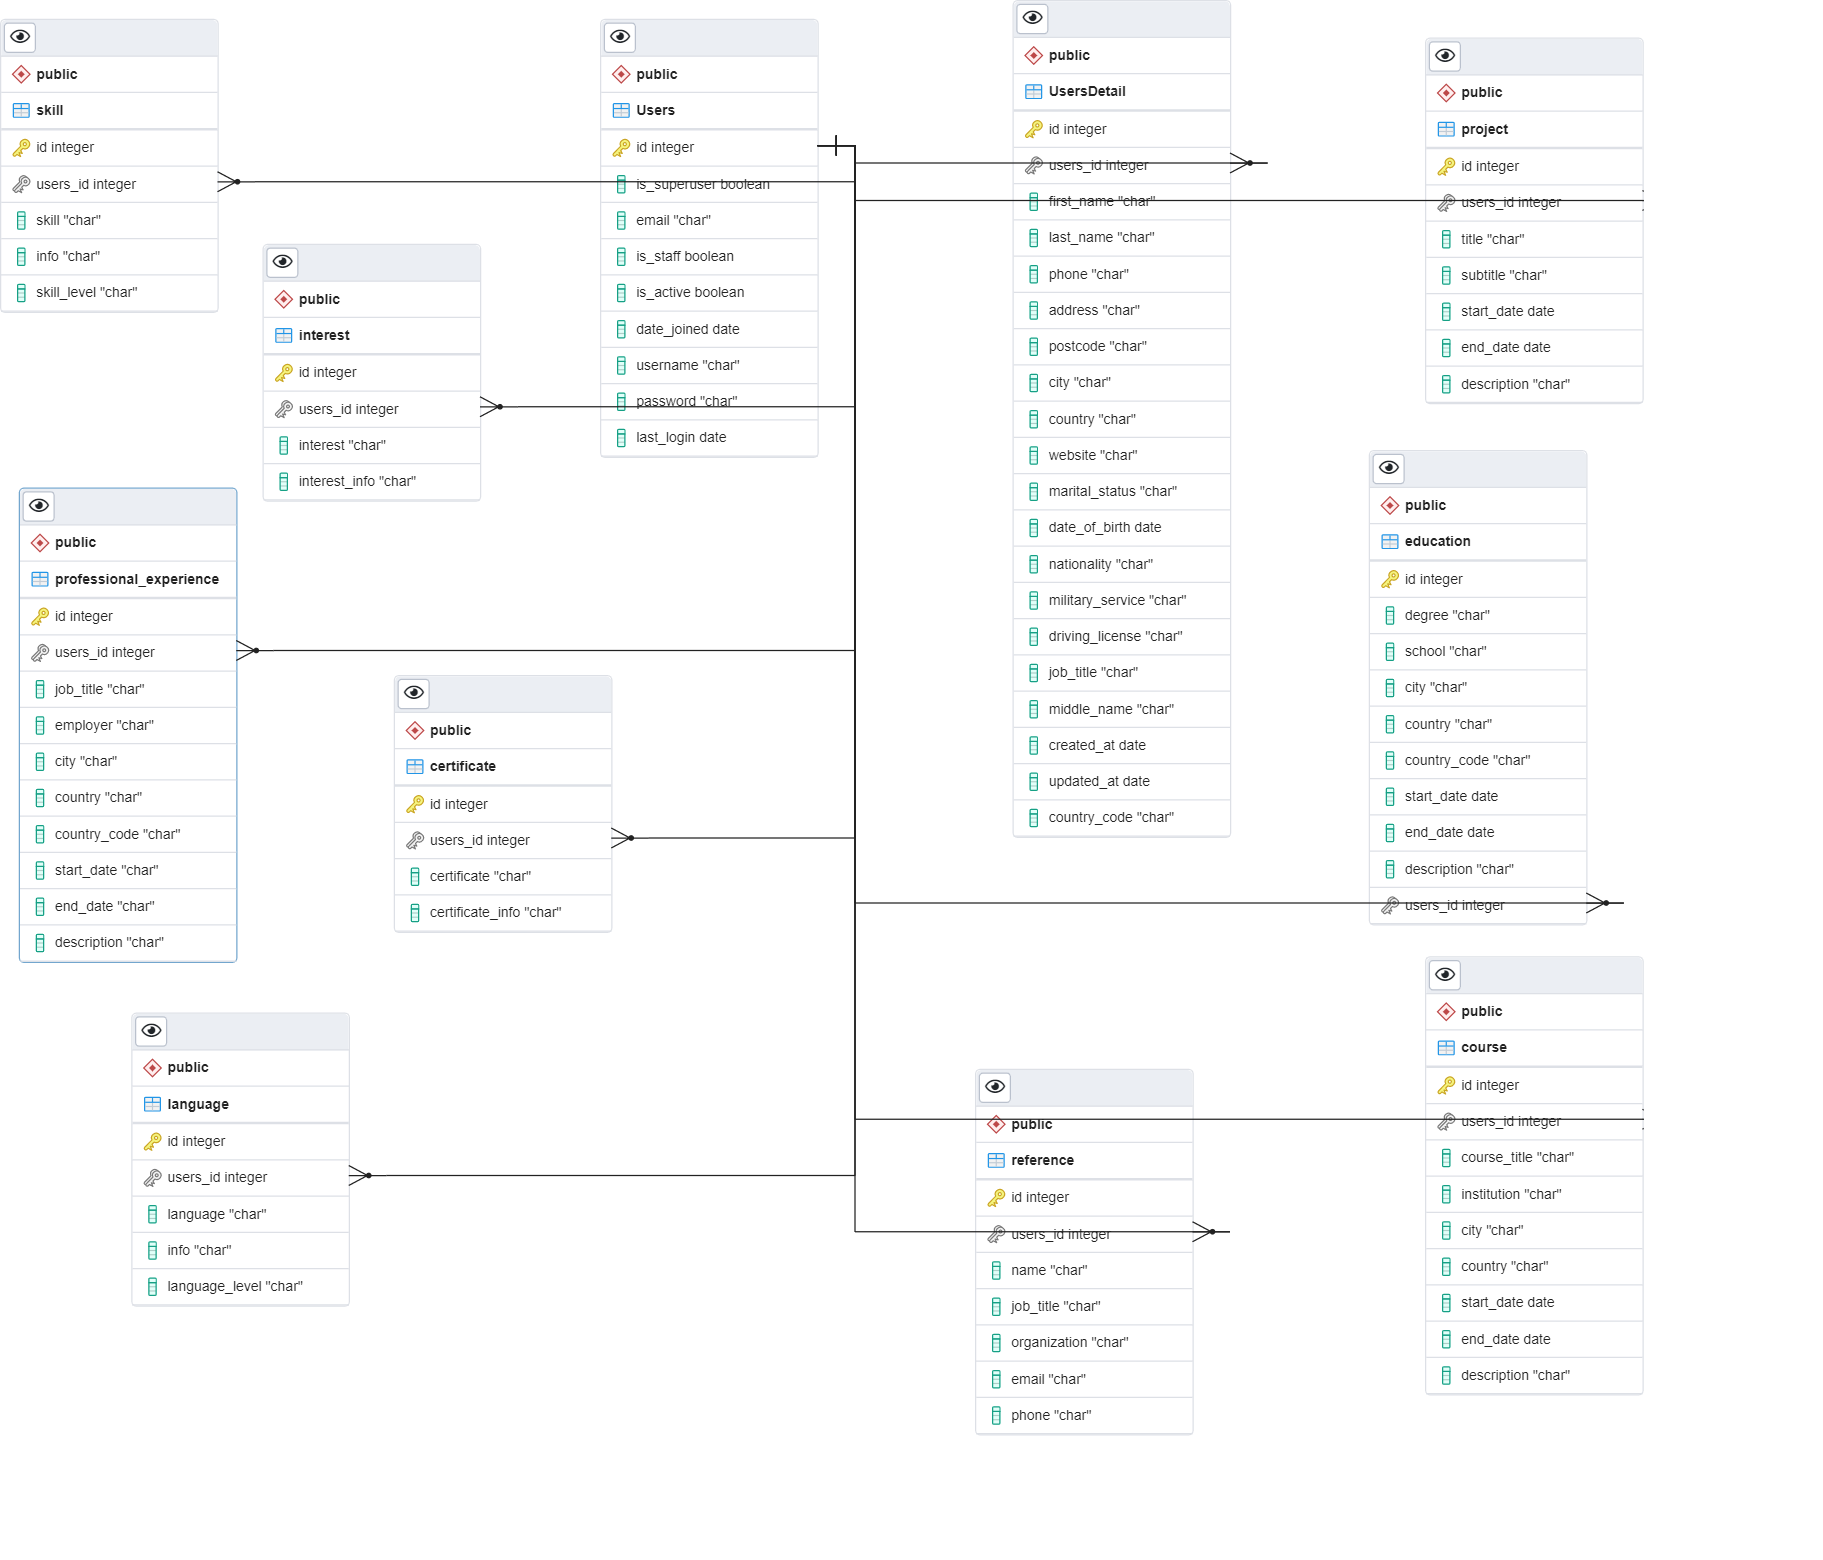 public
skill
id integer
users_id integer
skill "char"
info "char"
skill_level "char"
public
Users
id integer
is_superuser boolean
email "char"
is_staff boolean
is_active boolean
date_joined date
username "char"
password "char"
last_login date
public
UsersDetail
id integer
users_id integer
first_name "char"
last_name "char"
phone "char"
address "char"
postcode "char"
city "char"
country "char"
website "char"
marital_status "char"
date_of_birth date
nationality "char"
military_service "char"
driving_license "char"
job_title "char"
middle_name "char"
created_at date
updated_at date
country_code "char"
public
project
id integer
users_id integer
title "char"
subtitle "char"
start_date date
end_date date
description "char"
public
interest
id integer
users_id integer
interest "char"
interest_info "char"
public
professional_experience
id integer
users_id integer
job_title "char"
employer "char"
city "char"
country "char"
country_code "char"
start_date "char"
end_date "char"
description "char"
public
education
id integer
degree "char"
school "char"
city "char"
country "char"
country_code "char"
start_date date
end_date date
description "char"
users_id integer
public
certificate
id integer
users_id integer
certificate "char"
certificate_info "char"
public
language
id integer
users_id integer
language "char"
info "char"
language_level "char"
public
reference
id integer
users_id integer
name "char"
job_title "char"
organization "char"
email "char"
phone "char"
public
course
id integer
users_id integer
course_title "char"
institution "char"
city "char"
country "char"
start_date date
end_date date
description "char"